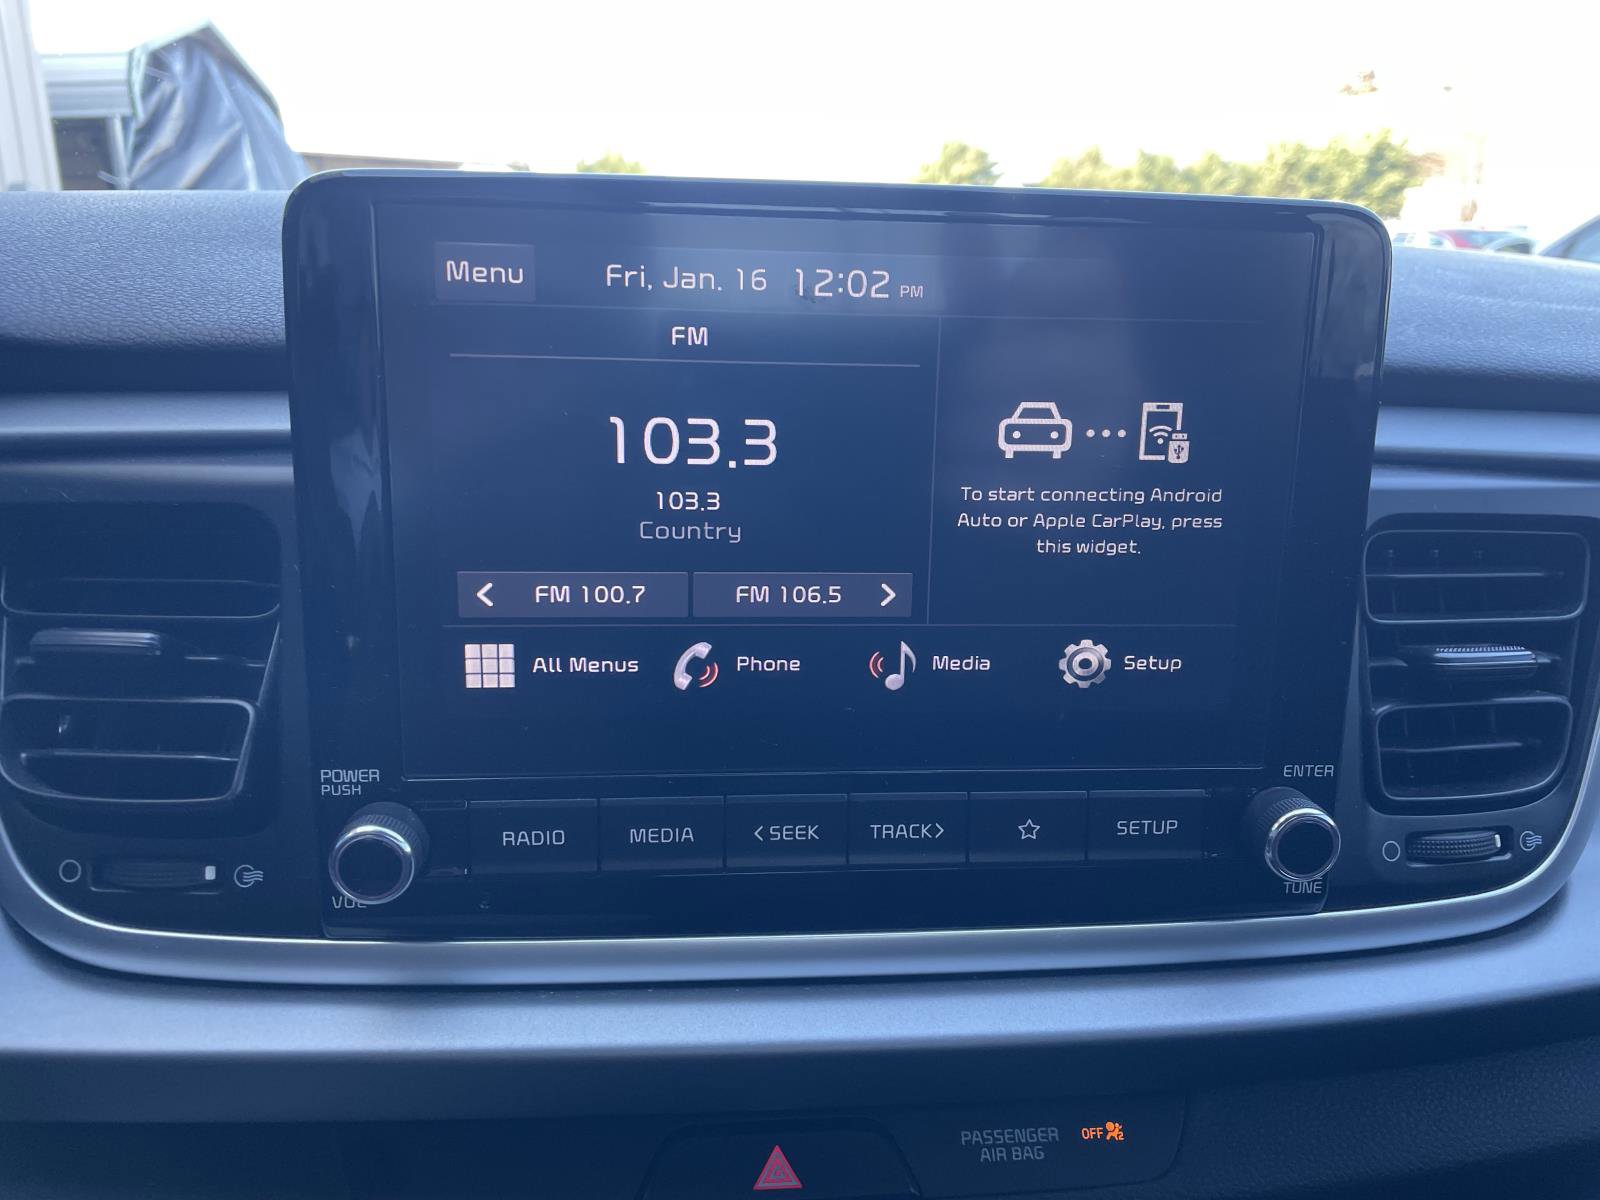 Menu Fri, Jan. 16 12:02 PM
FM
103.3
103.3
Country
FM 100.7
FM 106.5
To start connecting Android
Auto or Apple CarPlay, press
this widget.
All Menus Phone Media Setup
POWER
PUSH
ENTER
RADIO MEDIA <SEEK TRACK> SETUP
VOL
TUNE
PASSENGER
AIR BAG
OFF
2